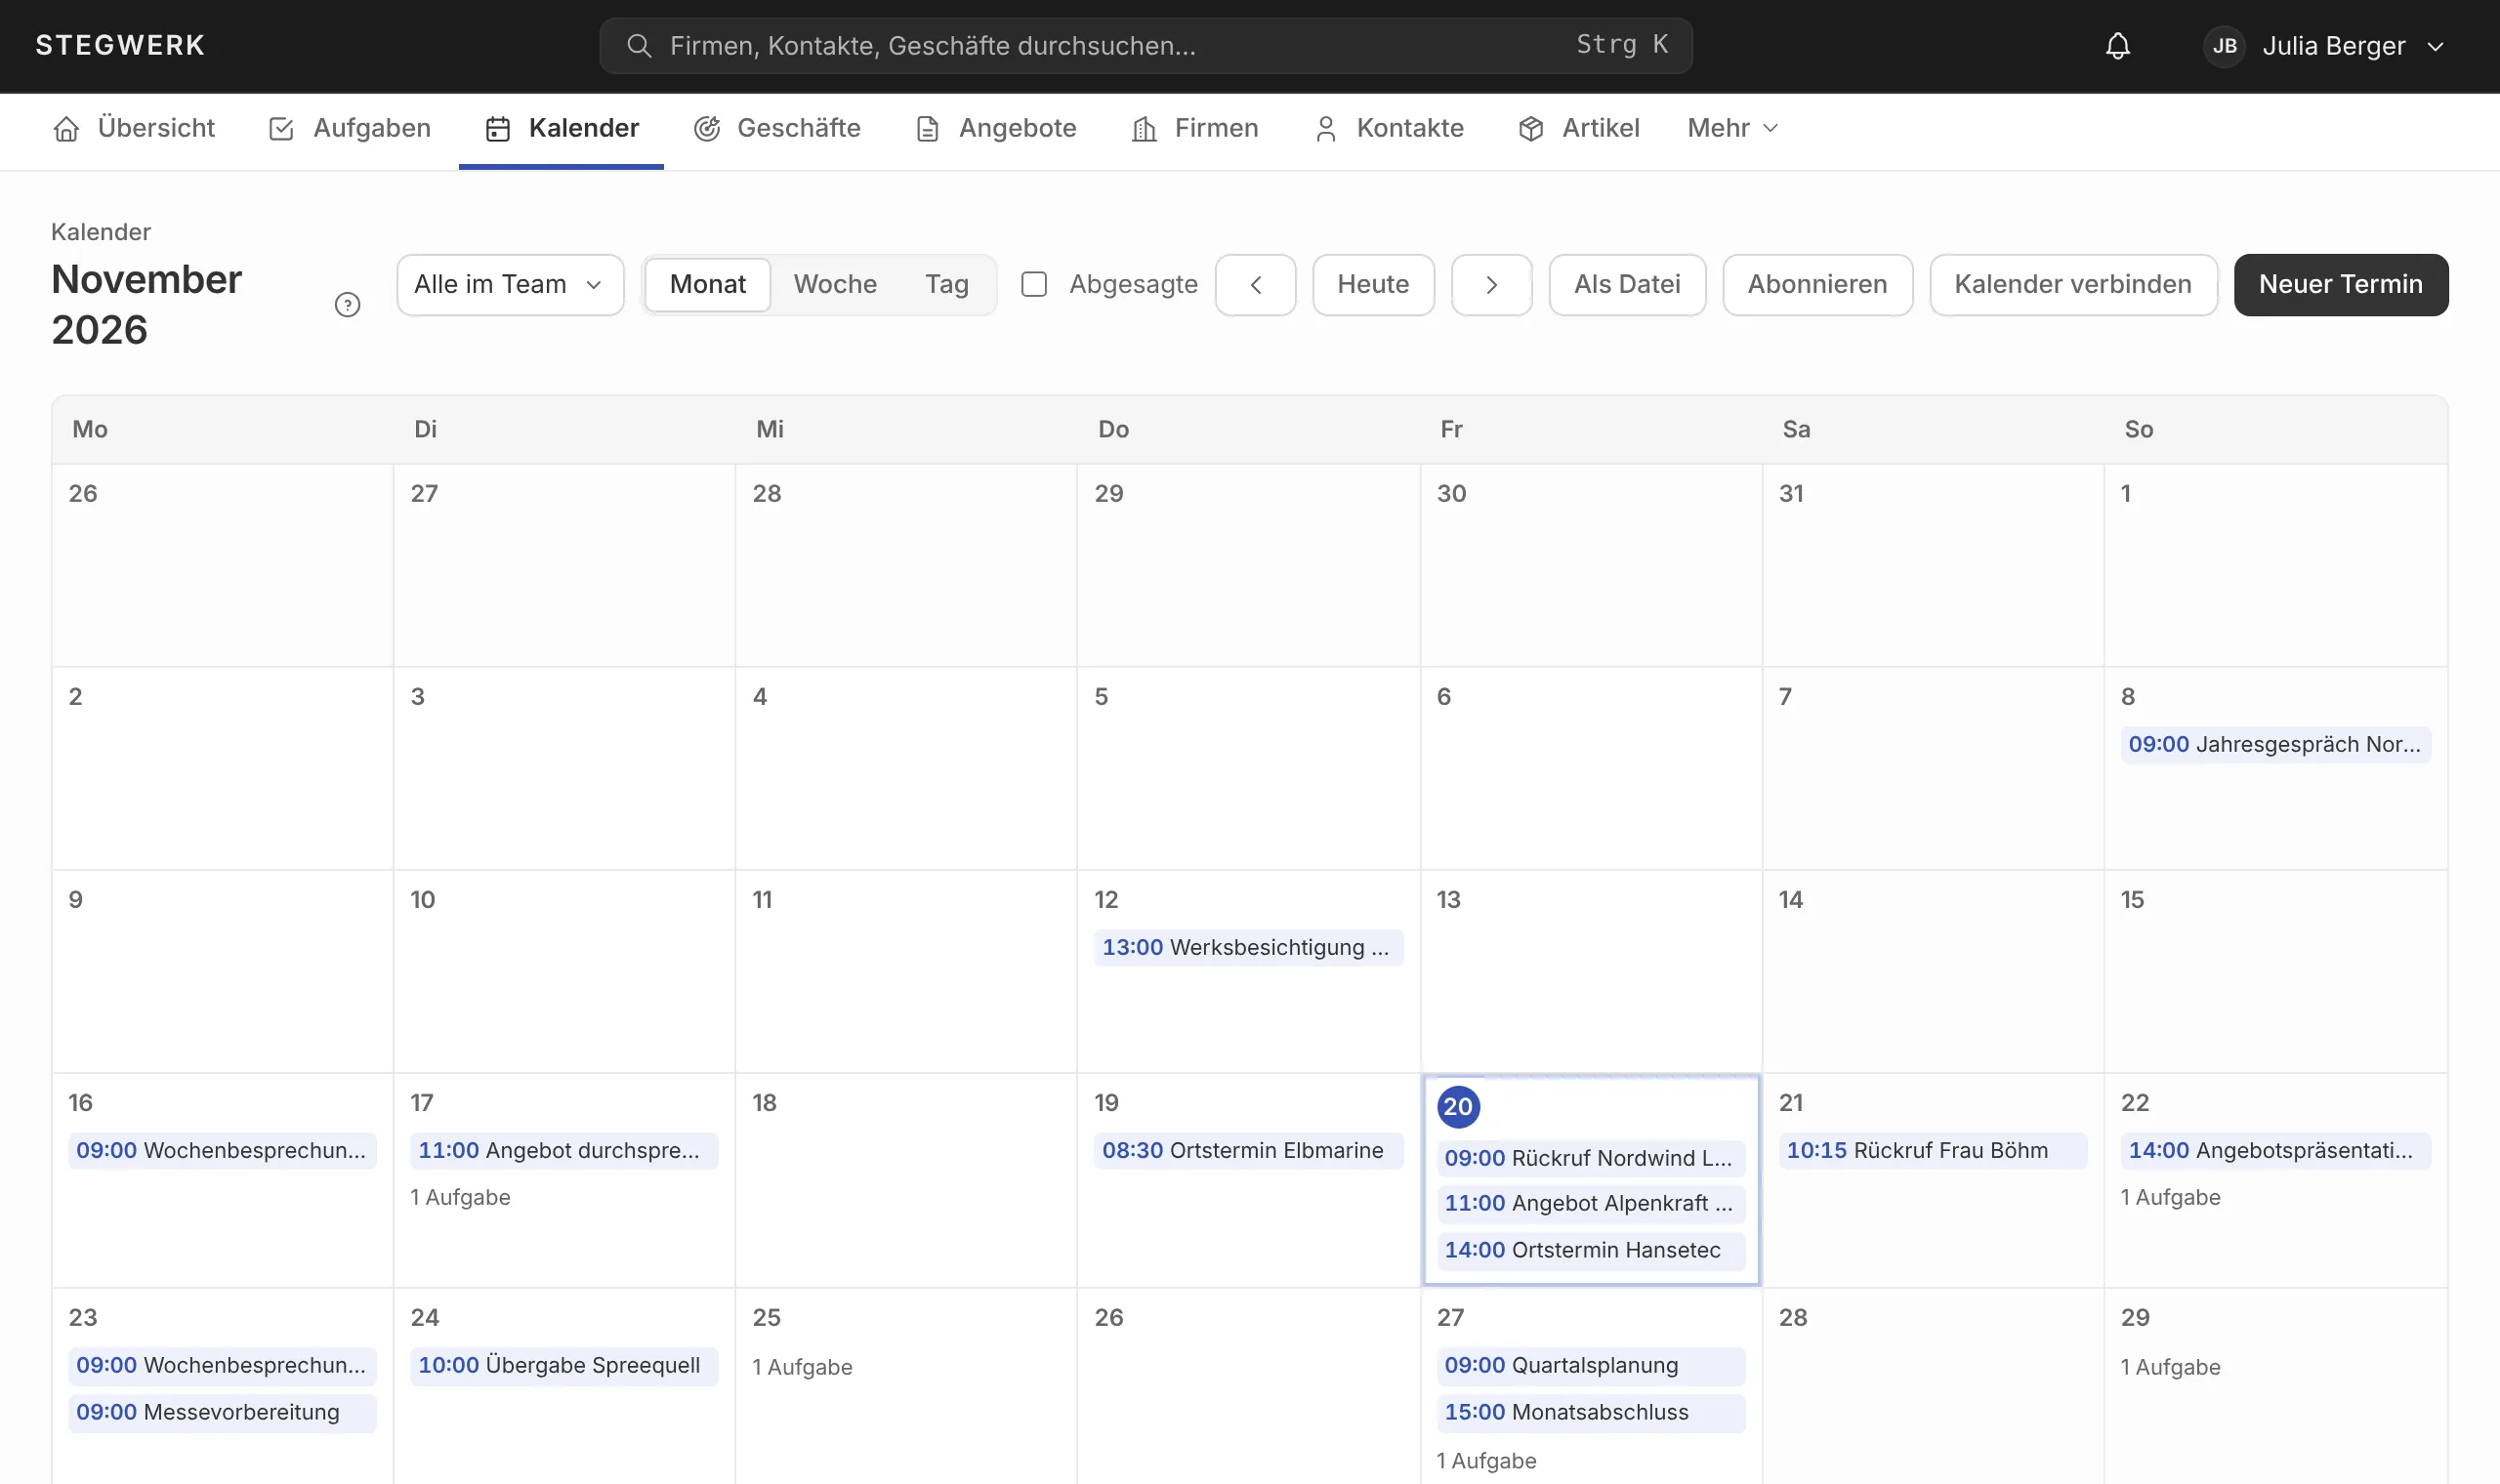 STEGWERK
Firmen, Kontakte, Geschäfte durchsuchen...
Strg K
JB
Julia Berger
Übersicht
Aufgaben
Kalender
Geschäfte
Angebote
Firmen
Kontakte
Artikel
Mehr
Kalender
November
2026
?
Alle im Team
Monat
Woche
Tag
Abgesagte
Heute
Als Datei
Abonnieren
Kalender verbinden
Neuer Termin
Mo
Di
Mi
Do
Fr
Sa
So
26
27
28
29
30
31
1
2
3
4
5
6
7
8
09:00 Jahresgespräch Nor...
9
10
11
12
13:00 Werksbesichtigung ...
13
14
15
16
09:00 Wochenbesprechun...
17
11:00 Angebot durchspre...
1 Aufgabe
18
19
08:30 Ortstermin Elbmarine
20
09:00 Rückruf Nordwind L...
11:00 Angebot Alpenkraft ...
14:00 Ortstermin Hansetec
21
10:15 Rückruf Frau Böhm
22
14:00 Angebotspräsentati...
1 Aufgabe
23
09:00 Wochenbesprechun...
09:00 Messevorbereitung
24
10:00 Übergabe Spreequell
25
1 Aufgabe
26
27
09:00 Quartalsplanung
15:00 Monatsabschluss
1 Aufgabe
28
29
1 Aufgabe